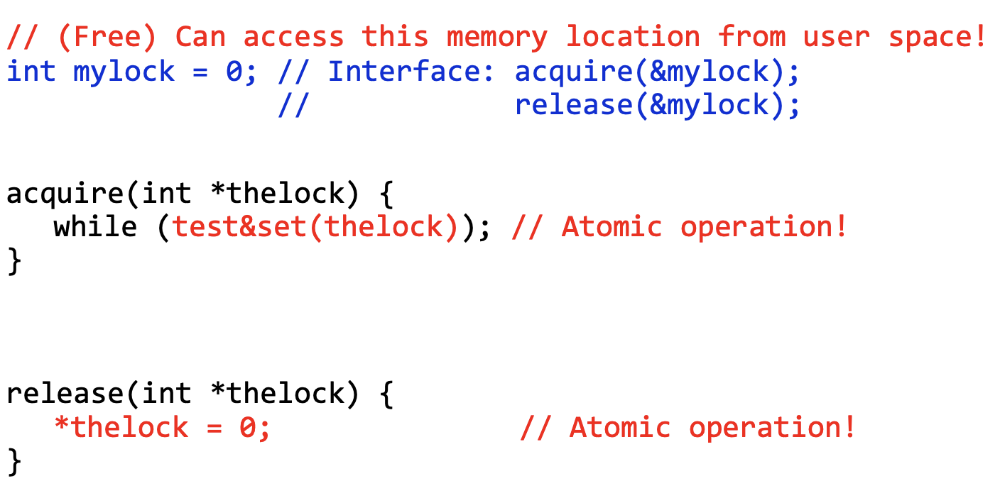 // (Free) Can access this memory location from user space!
int mylock = 0; // Interface: acquire(&mylock);
// release(&mylock);
acquire(int *thelock) {
while (test&set(thelock)); // Atomic operation!
}
release(int *thelock) {
*thelock = 0; // Atomic operation!
}